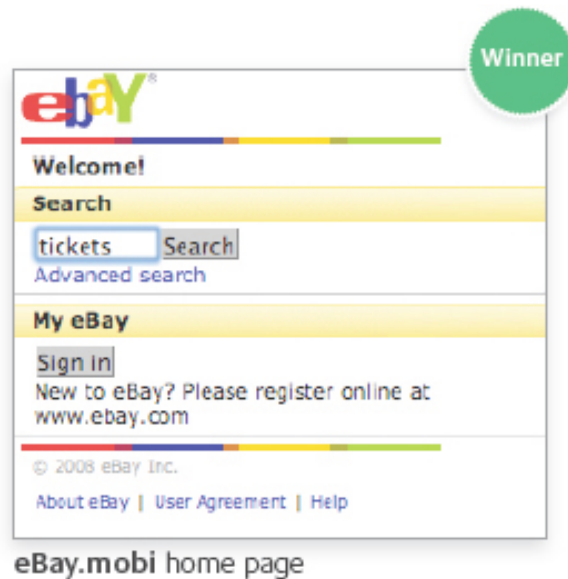 Winner
ebaY®
Welcome!
Search
tickets Search
Advanced search
My eBay
Sign in
New to eBay? Please register online at
www.ebay.com
© 2008 eBay Inc.
About eBay | User Agreement | Help
eBay.mobi home page